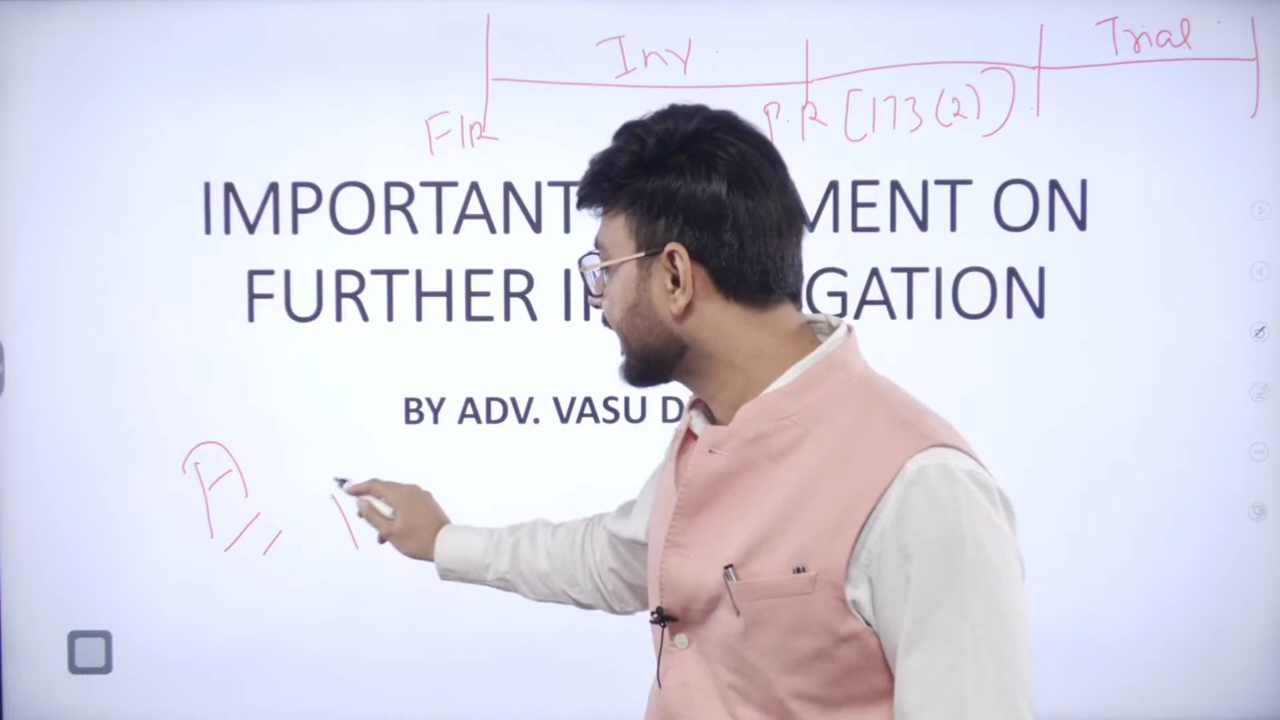 Inv Trial
FIR P.R [173(2)]
IMPORTANT MENT ON
FURTHER I GATION
BY ADV. VASU D
A